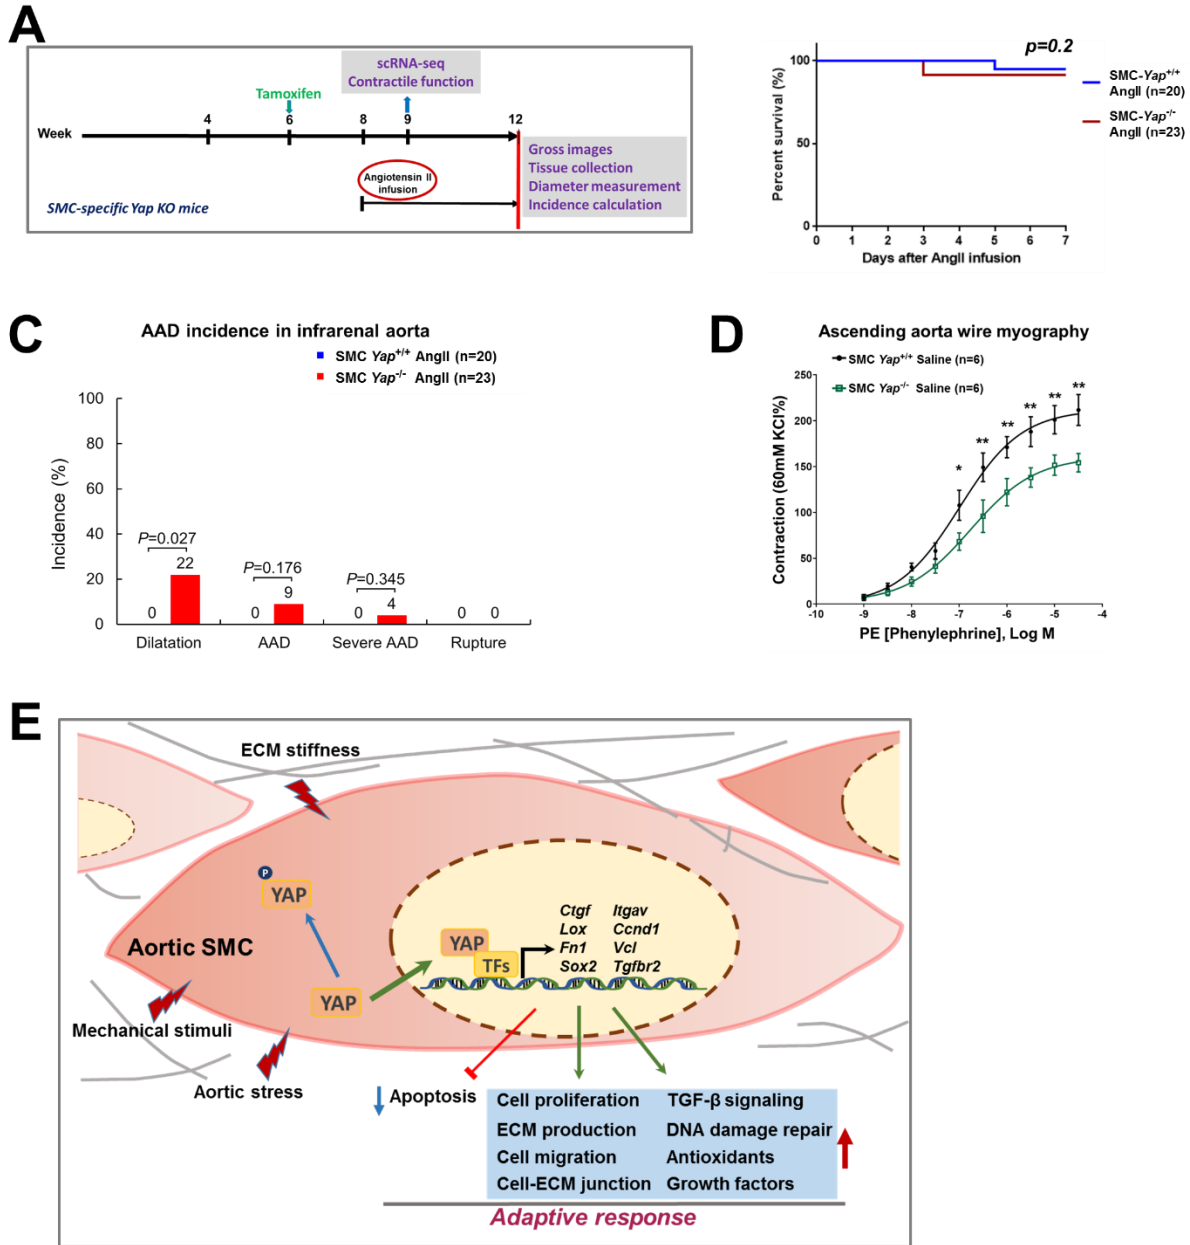 A
scRNA-seq
Contractile function
Tamoxifen
4
6
8
9
12
Week
Angiotensin II
infusion
Gross images
Tissue collection
Diameter measurement
Incidence calculation
SMC-specific Yap KO mice
p=0.2
100
50
0
Percent survival (%)
0 1 2 3 4 5 6 7
Days after AngII infusion
SMC-Yap+/+
AngII (n=20)
SMC-Yap-/-
AngII (n=23)
C
AAD incidence in infrarenal aorta
SMC Yap+/+ AngII (n=20)
SMC Yap-/- AngII (n=23)
Incidence (%)
100
80
60
40
20
0
P=0.027
0 22
P=0.176
0 9
P=0.345
0 4
0 0
Dilatation AAD Severe AAD Rupture
D
Ascending aorta wire myography
SMC Yap+/+ Saline (n=6)
SMC Yap-/- Saline (n=6)
Contraction (60mM KCl%)
250
200
150
100
50
0
* ** ** ** ** **
-10 -9 -8 -7 -6 -5 -4
PE [Phenylephrine], Log M
E
ECM stiffness
P
YAP
Aortic SMC
YAP
YAP
TFs
Ctgf Itgav
Lox Ccnd1
Fn1 Vcl
Sox2 Tgfbr2
Mechanical stimuli
Aortic stress
Apoptosis
Cell proliferation TGF-β signaling
ECM production DNA damage repair
Cell migration Antioxidants
Cell-ECM junction Growth factors
Adaptive response